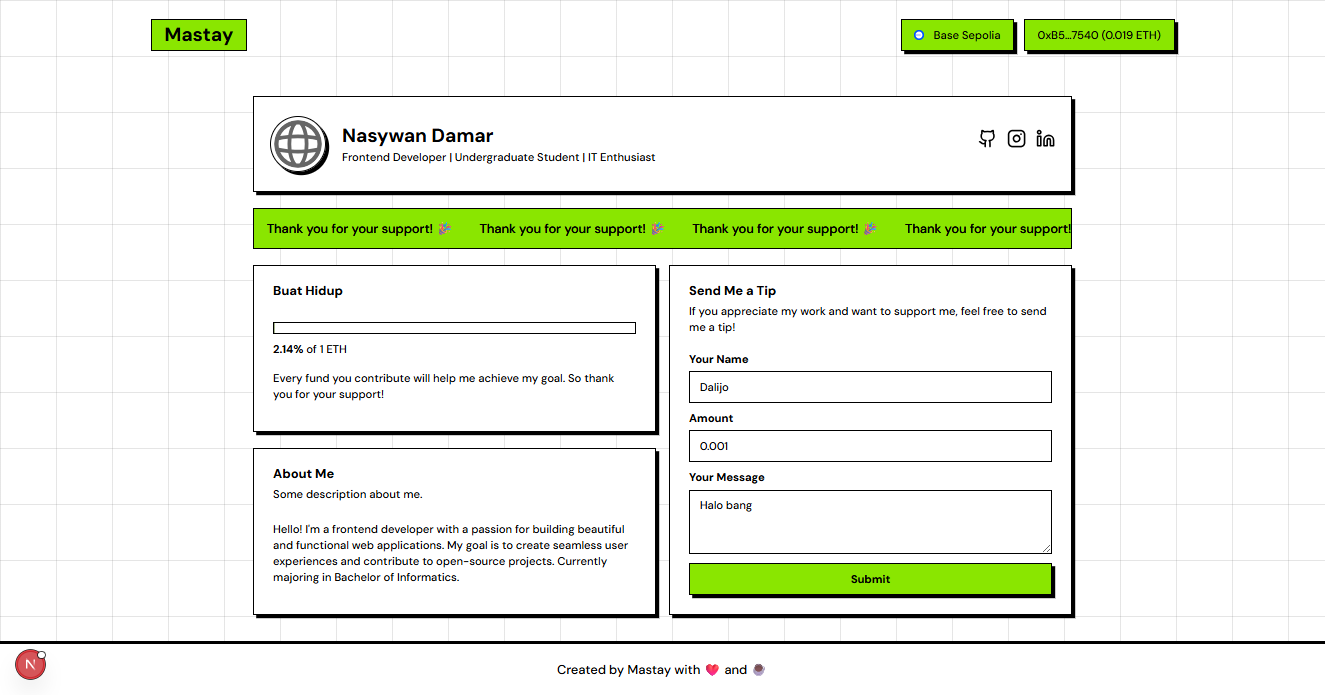 Mastay
Base Sepolia
0xB5...7540 (0.019 ETH)
Nasywan Damar
Frontend Developer | Undergraduate Student | IT Enthusiast
Thank you for your support! 🎉 Thank you for your support! 🎉 Thank you for your support! 🎉 Thank you for your support!
Buat Hidup
2.14% of 1 ETH
Every fund you contribute will help me achieve my goal. So thank
you for your support!
About Me
Some description about me.
Hello! I'm a frontend developer with a passion for building beautiful
and functional web applications. My goal is to create seamless user
experiences and contribute to open-source projects. Currently
majoring in Bachelor of Informatics.
Send Me a Tip
If you appreciate my work and want to support me, feel free to send
me a tip!
Your Name
Dalijo
Amount
0.001
Your Message
Halo bang
Submit
N
Created by Mastay with ❤️ and